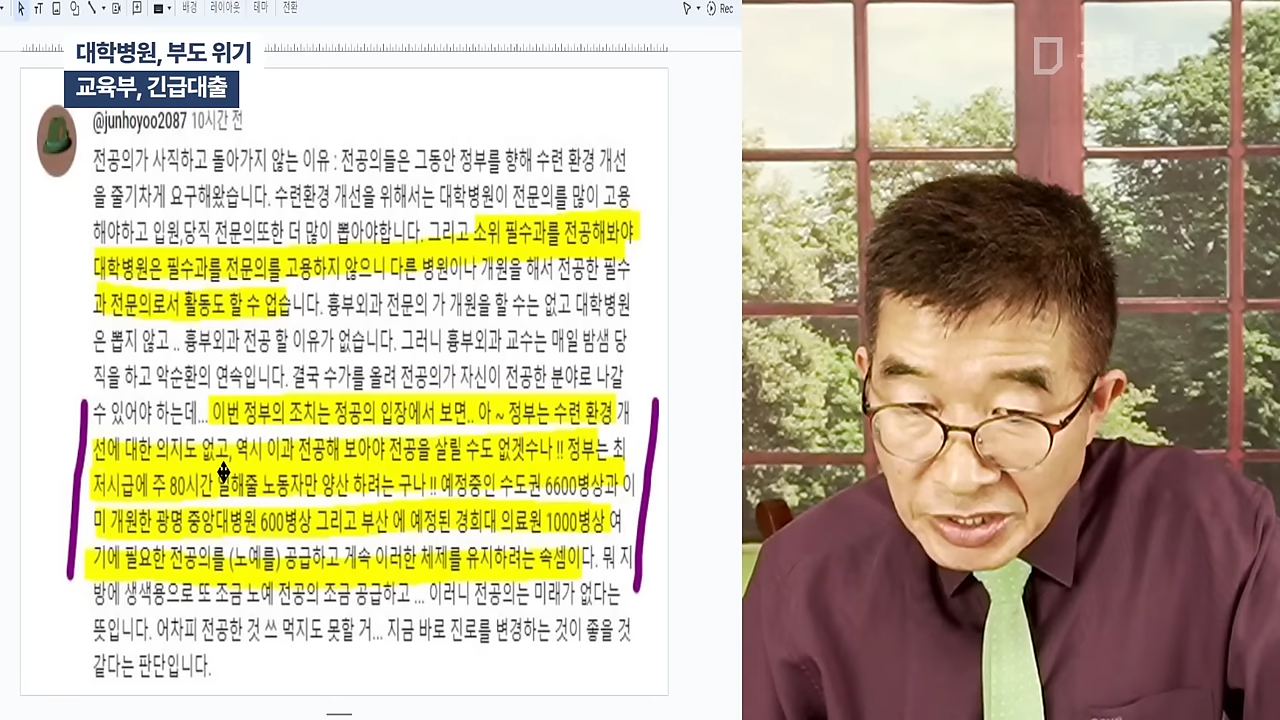 배경 레이아웃 테마 전환
Rec
대학병원, 부도 위기
교육부, 긴급대출
@junhoyoo2087 10시간 전
전공의가 사직하고 돌아가지 않는 이유 : 전공의들은 그동안 정부를 향해 수련 환경 개선
을 줄기차게 요구해왔습니다. 수련환경 개선을 위해서는 대학병원이 전문의를 많이 고용
해야하고 입원,당직 전문의또한 더 많이 뽑아야합니다. 그리고 소위 필수과를 전공해봐야
대학병원은 필수과를 전문의를 고용하지 않으니 다른 병원이나 개원을 해서 전공한 필수
과 전문의로서 활동도 할 수 업습니다. 흉부외과 전문의 가 개원을 할 수는 없고 대학병원
은 뽑지 않고 .. 흉부외과 전공 할 이유가 없습니다. 그러니 흉부외과 교수는 매일 밤샘 당
직을 하고 악순환의 연속입니다. 결국 수가를 올려 전공의가 자신이 전공한 분야로 나갈
수 있어야 하는데... 이번 정부의 조치는 정공의 입장에서 보면.. 아 ~ 정부는 수련 환경 개
선에 대한 의지도 없고, 역시 이과 전공해 보아야 전공을 살릴 수도 없겟수나 !! 정부는 최
저시급에 주 80시간 일해줄 노동자만 양산 하려는 구나 !! 예정중인 수도권 6600병상과 이
미 개원한 광명 중앙대병원 600병상 그리고 부산 에 예정된 경희대 의료원 1000병상 여
기에 필요한 전공의를 (노예를) 공급하고 게속 이러한 체제를 유지하려는 속셈이다. 뭐 지
방에 생색용으로 또 조금 노예 전공의 조금 공급하고 ... 이러니 전공의는 미래가 없다는
뜻입니다. 어차피 전공한 것 쓰 먹지도 못할 거... 지금 바로 진로를 변경하는 것이 좋을 것
같다는 판단입니다.